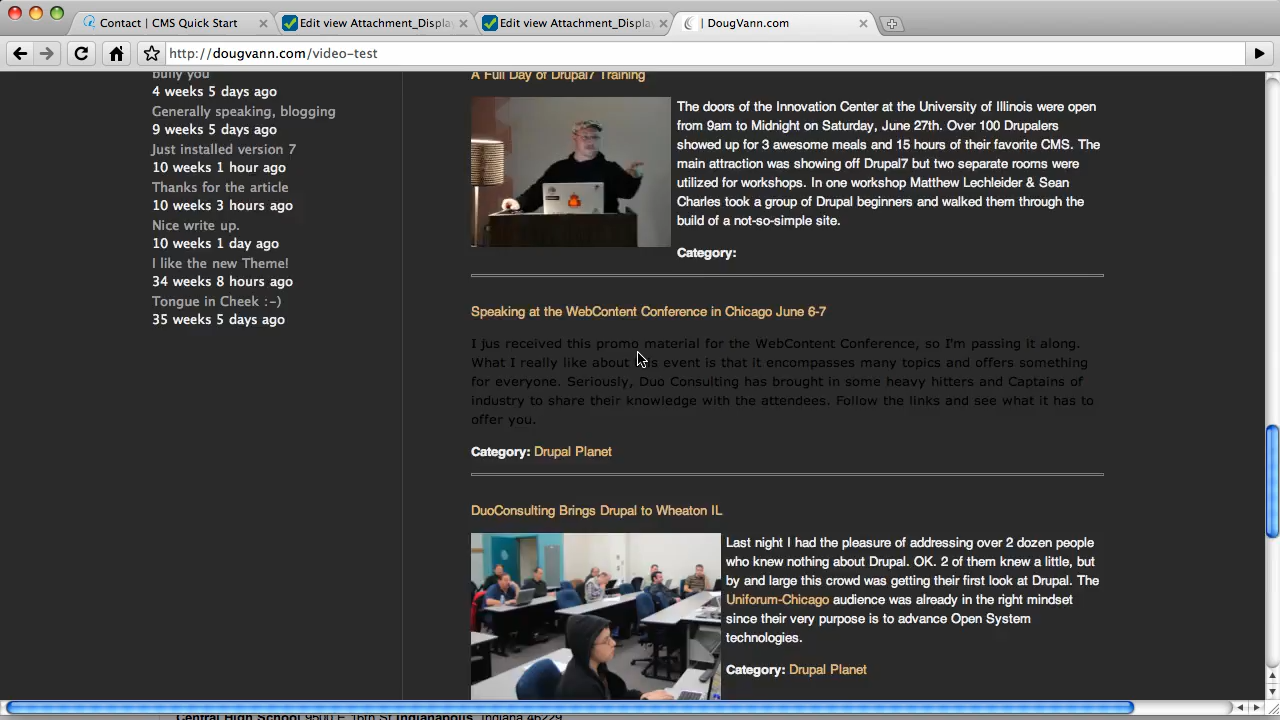 Contact | CMS Quick Start
Edit view Attachment_Display
Edit view Attachment_Display
| DougVann.com
http://dougvann.com/video-test
bully you
4 weeks 5 days ago
Generally speaking, blogging
9 weeks 5 days ago
Just installed version 7
10 weeks 1 hour ago
Thanks for the article
10 weeks 3 hours ago
Nice write up.
10 weeks 1 day ago
I like the new Theme!
34 weeks 8 hours ago
Tongue in Cheek :-)
35 weeks 5 days ago
A Full Day of Drupal7 Training
The doors of the Innovation Center at the University of Illinois were open
from 9am to Midnight on Saturday, June 27th. Over 100 Drupalers
showed up for 3 awesome meals and 15 hours of their favorite CMS. The
main attraction was showing off Drupal7 but two separate rooms were
utilized for workshops. In one workshop Matthew Lechleider & Sean
Charles took a group of Drupal beginners and walked them through the
build of a not-so-simple site.
Category:
Speaking at the WebContent Conference in Chicago June 6-7
I jus received this promo material for the WebContent Conference, so I'm passing it along.
What I really like about this event is that it encompasses many topics and offers something
for everyone. Seriously, Duo Consulting has brought in some heavy hitters and Captains of
industry to share their knowledge with the attendees. Follow the links and see what it has to
offer you.
Category: Drupal Planet
DuoConsulting Brings Drupal to Wheaton IL
Last night I had the pleasure of addressing over 2 dozen people
who knew nothing about Drupal. OK. 2 of them knew a little, but
by and large this crowd was getting their first look at Drupal. The
Uniforum-Chicago audience was already in the right mindset
since their very purpose is to advance Open System
technologies.
Category: Drupal Planet
Central High School 9500 E 16th St Indianapolis, Indiana 46229